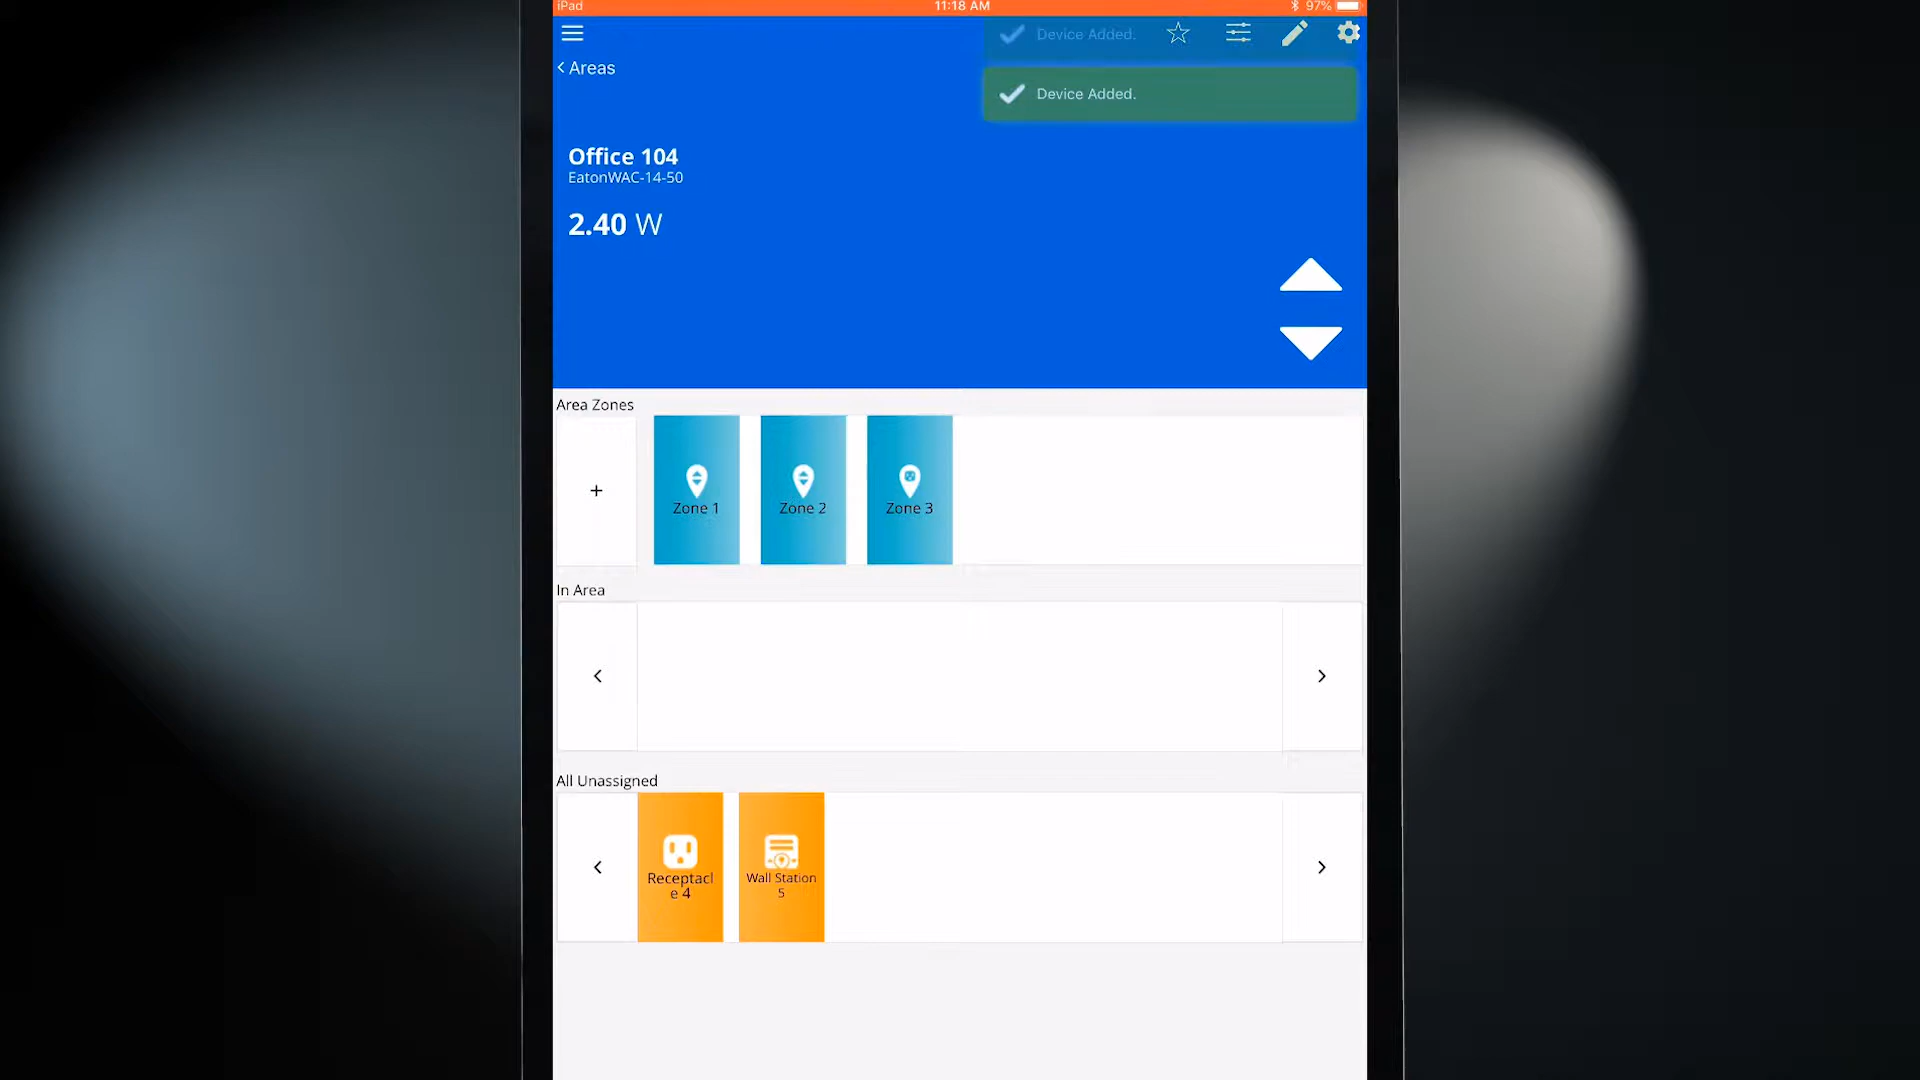 iPad
11:18 AM
97%
Device Added.
Areas
Device Added.
Office 104
EatonWAC-14-50
2.40 W
Area Zones
+
Zone 1
Zone 2
Zone 3
In Area
All Unassigned
Receptacl
e 4
Wall Station
5